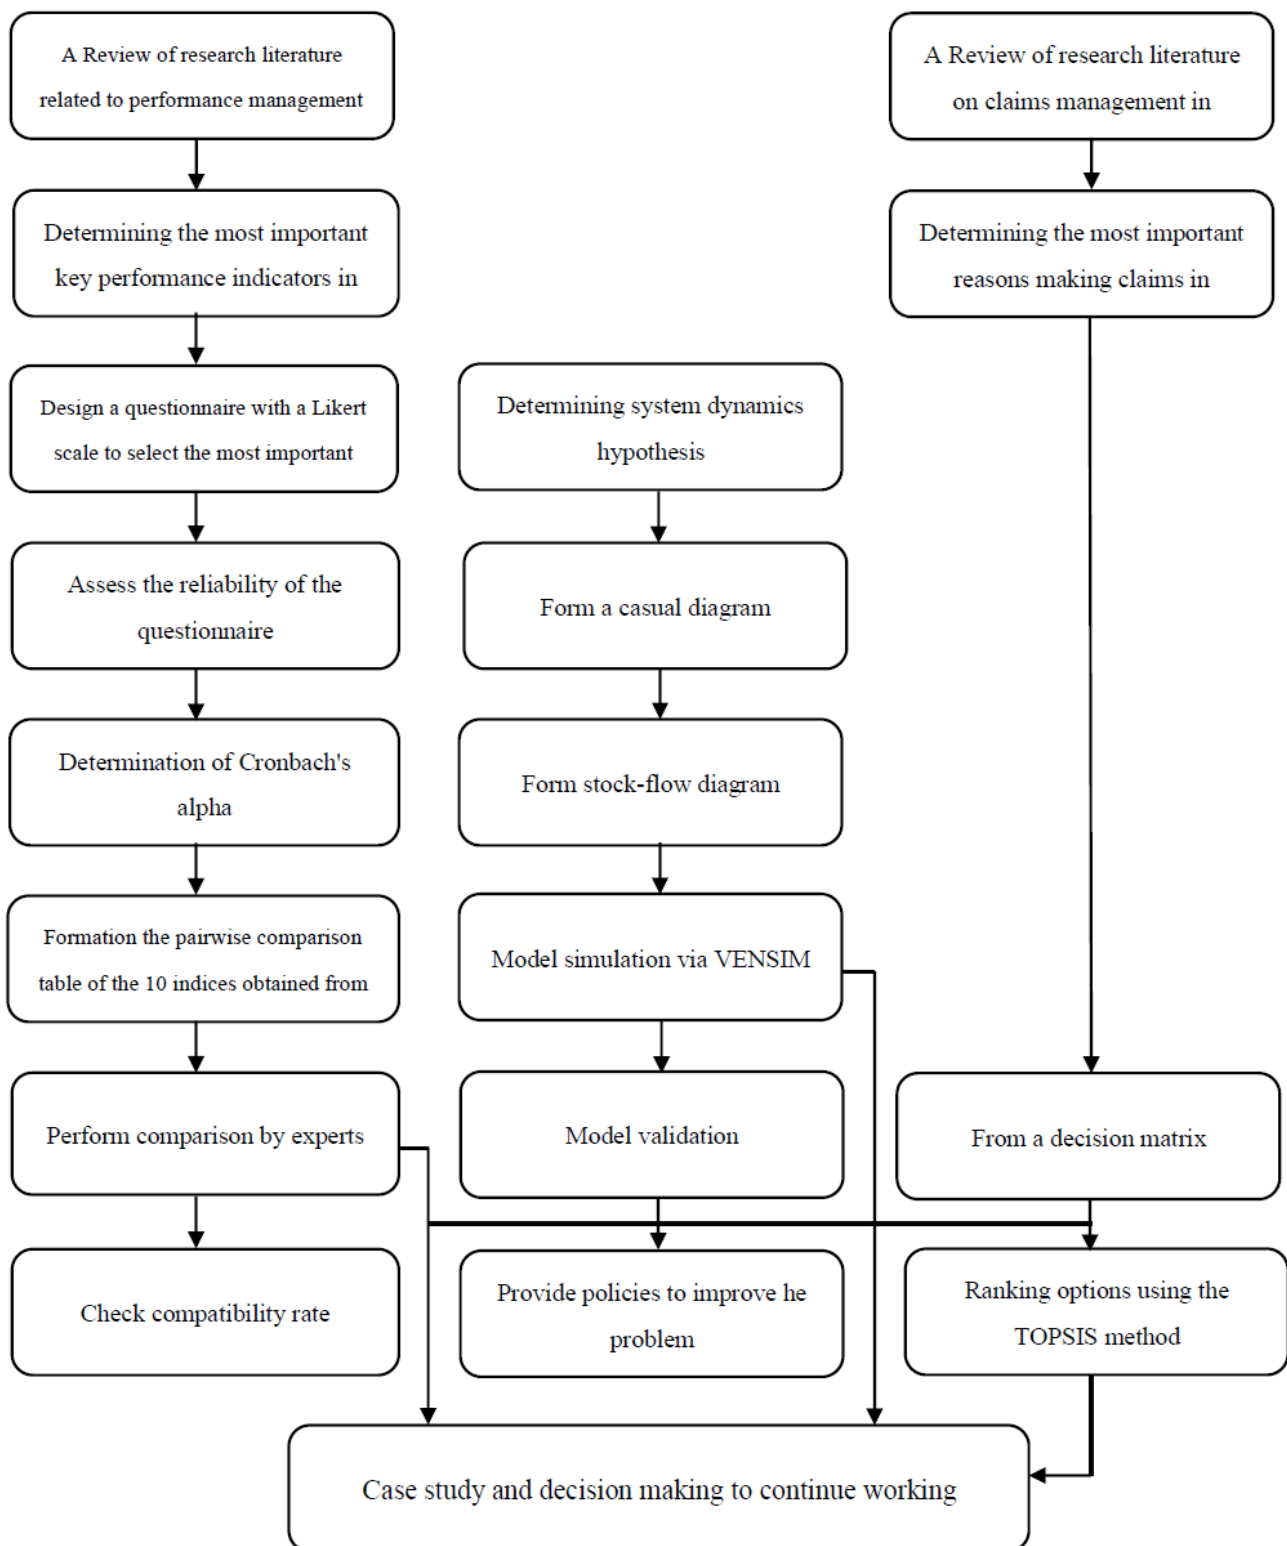 A Review of research literature
related to performance management
Determining the most important
key performance indicators in
Design a questionnaire with a Likert
scale to select the most important
Assess the reliability of the
questionnaire
Determination of Cronbach's
alpha
Formation the pairwise comparison
table of the 10 indices obtained from
Perform comparison by experts
Check compatibility rate
Determining system dynamics
hypothesis
Form a casual diagram
Form stock-flow diagram
Model simulation via VENSIM
Model validation
Provide policies to improve he
problem
A Review of research literature
on claims management in
Determining the most important
reasons making claims in
From a decision matrix
Ranking options using the
TOPSIS method
Case study and decision making to continue working